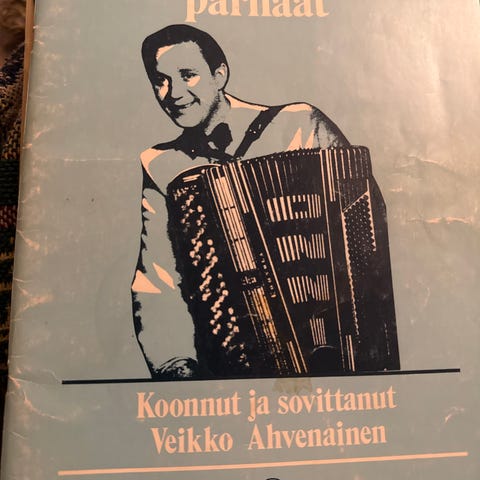 parhaat
Koonnut ja sovittanut
Veikko Ahvenainen